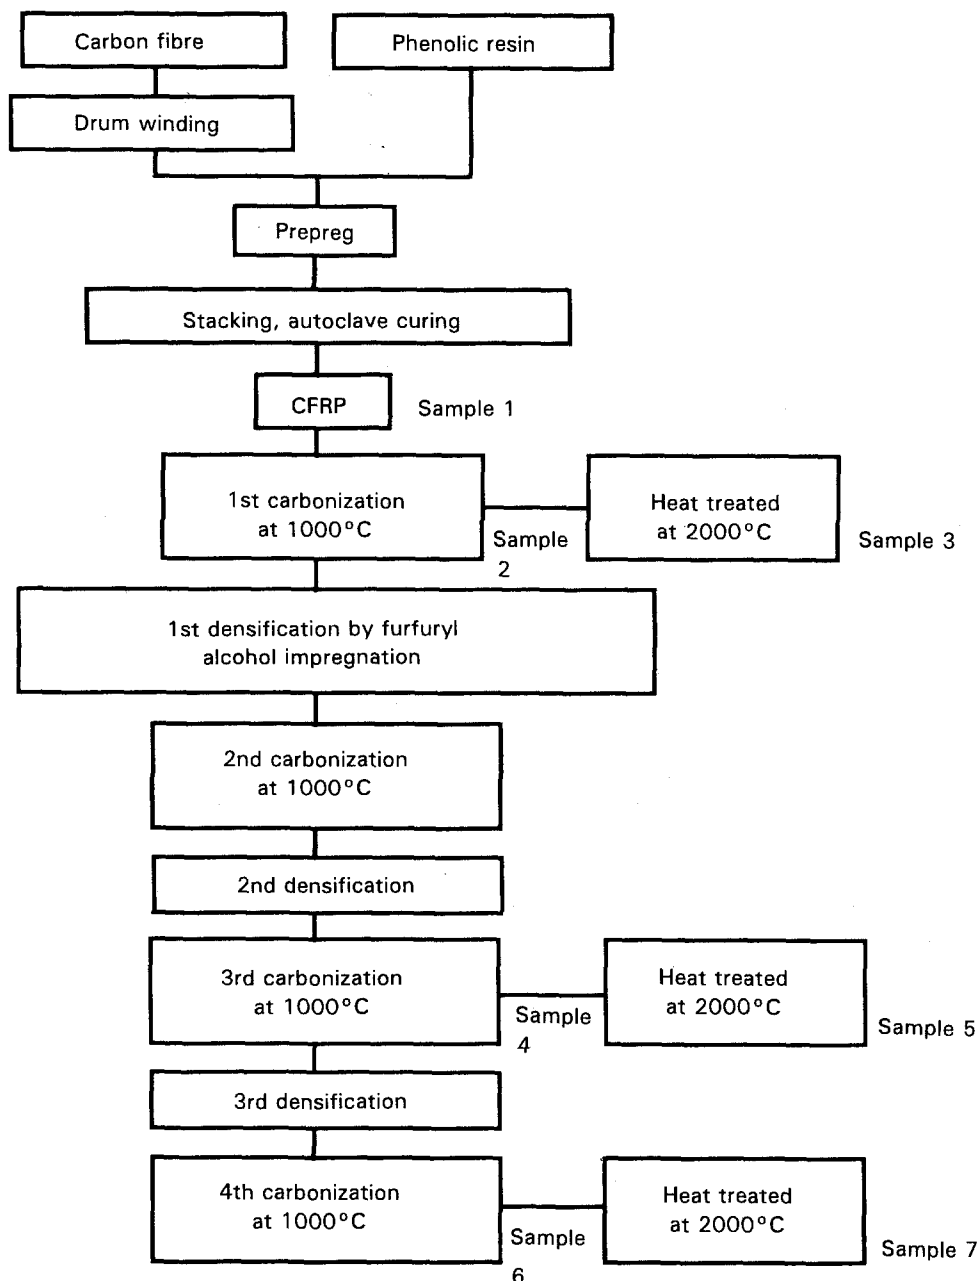 Carbon fibre
Phenolic resin
Drum winding
Prepreg
Stacking, autoclave curing
CFRP
Sample 1
1st carbonization
at 1000°C
Sample
2
Heat treated
at 2000°C
Sample 3
1st densification by furfuryl
alcohol impregnation
2nd carbonization
at 1000°C
2nd densification
3rd carbonization
at 1000°C
Sample
4
Heat treated
at 2000°C
Sample 5
3rd densification
4th carbonization
at 1000°C
Sample
6
Heat treated
at 2000°C
Sample 7